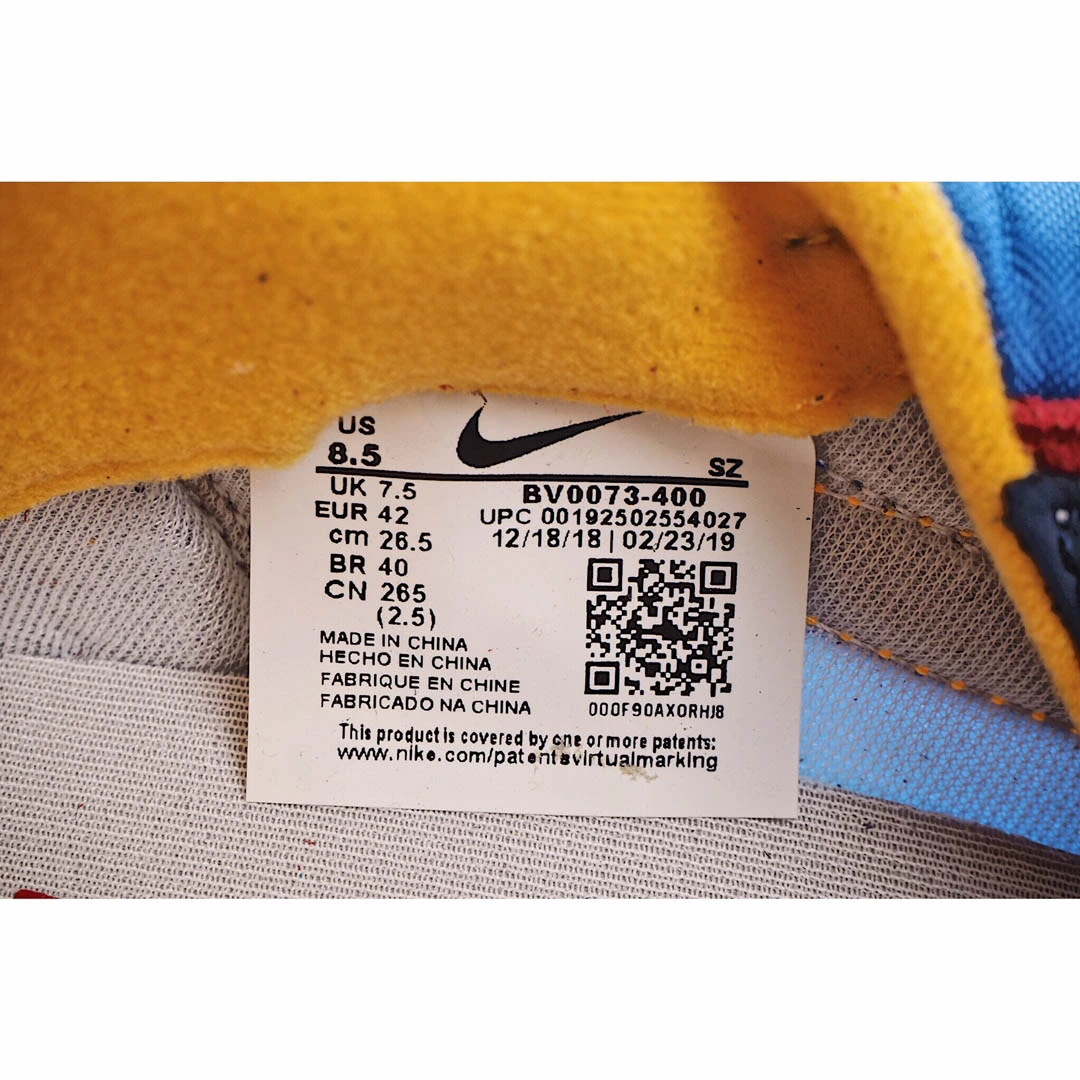 US
8.5
SZ
UK 7.5
BV0073-400
EUR 42
UPC 00192502554027
cm 26.5
12/18/18 | 02/23/19
BR 40
CN 265
(2.5)
MADE IN CHINA
HECHO EN CHINA
FABRIQUE EN CHINE
FABRICADO NA CHINA
000F90AX0RHJ8
This product is covered by one or more patents:
www.nike.com/patentsvirtualmarking